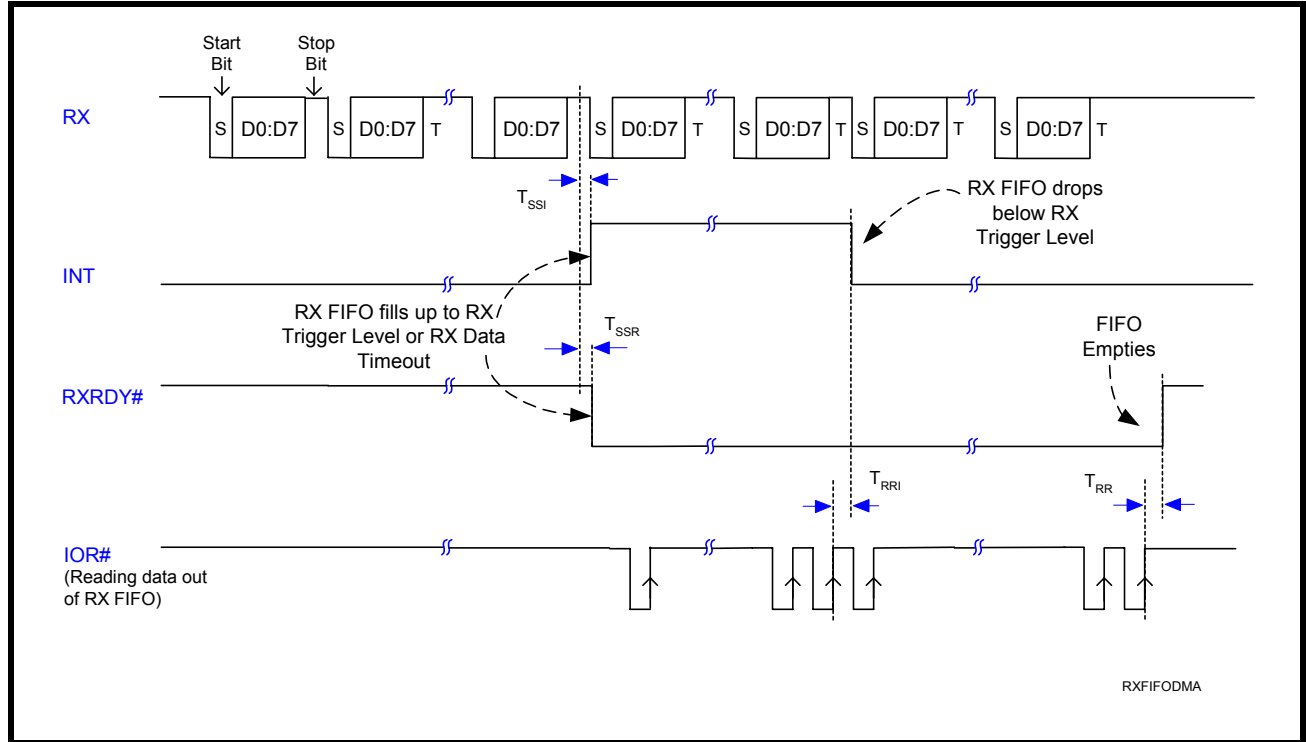 Start
Bit
Stop
Bit
RX
S D0:D7 S D0:D7 T D0:D7 S D0:D7 T S D0:D7 T S D0:D7 T S D0:D7 T
TSSI
RX FIFO drops
below RX
Trigger Level
INT
RX FIFO fills up to RX
Trigger Level or RX Data
Timeout
TSSR
FIFO
Empties
RXRDY#
TRRI
TRR
IOR#
(Reading data out
of RX FIFO)
RXFIFODMA